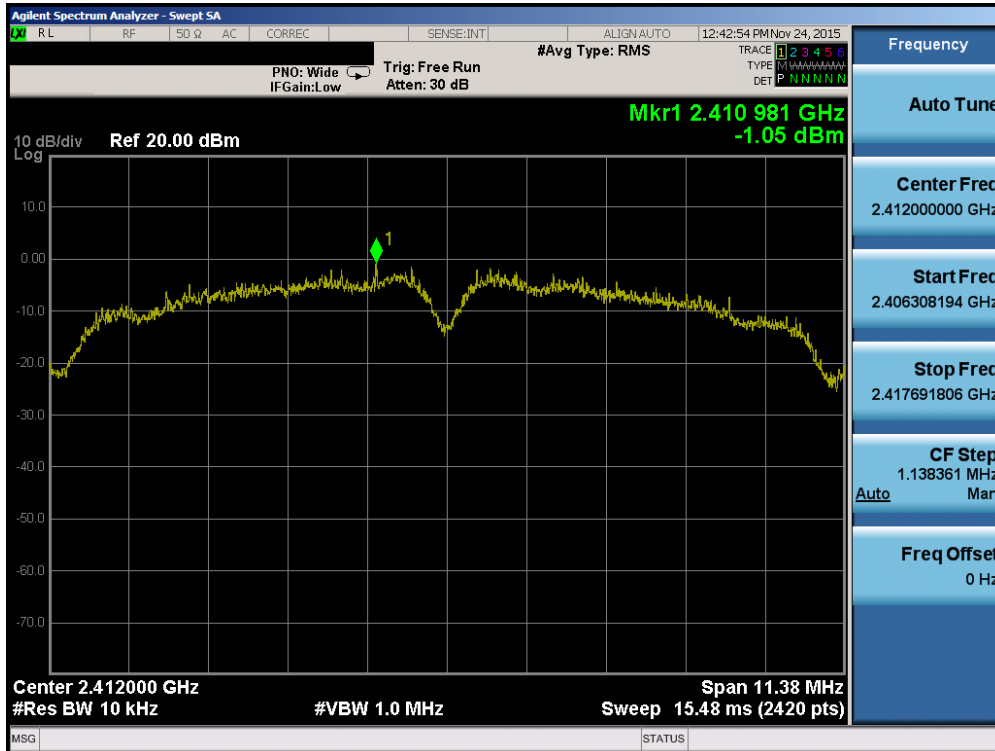 Agilent Spectrum Analyzer - Swept SA
LXI RL RF 50 Ω AC CORREC SENSE:INT ALIGN AUTO 12:42:54 PM Nov 24, 2015
#Avg Type: RMS TRACE 1 2 3 4 5 6
PNO: Wide Trig: Free Run TYPE M WWWWW
IFGain:Low Atten: 30 dB DET P N N N N N
Mkr1 2.410 981 GHz
-1.05 dBm
10 dB/div Ref 20.00 dBm
Log
10.0
0.00
-10.0
-20.0
-30.0
-40.0
-50.0
-60.0
-70.0
1
Center 2.412000 GHz Span 11.38 MHz
#Res BW 10 kHz #VBW 1.0 MHz Sweep 15.48 ms (2420 pts)
MSG STATUS
Frequency
Auto Tune
Center Freq
2.412000000 GHz
Start Freq
2.406308194 GHz
Stop Freq
2.417691806 GHz
CF Step
1.138361 MHz
Auto Man
Freq Offset
0 Hz